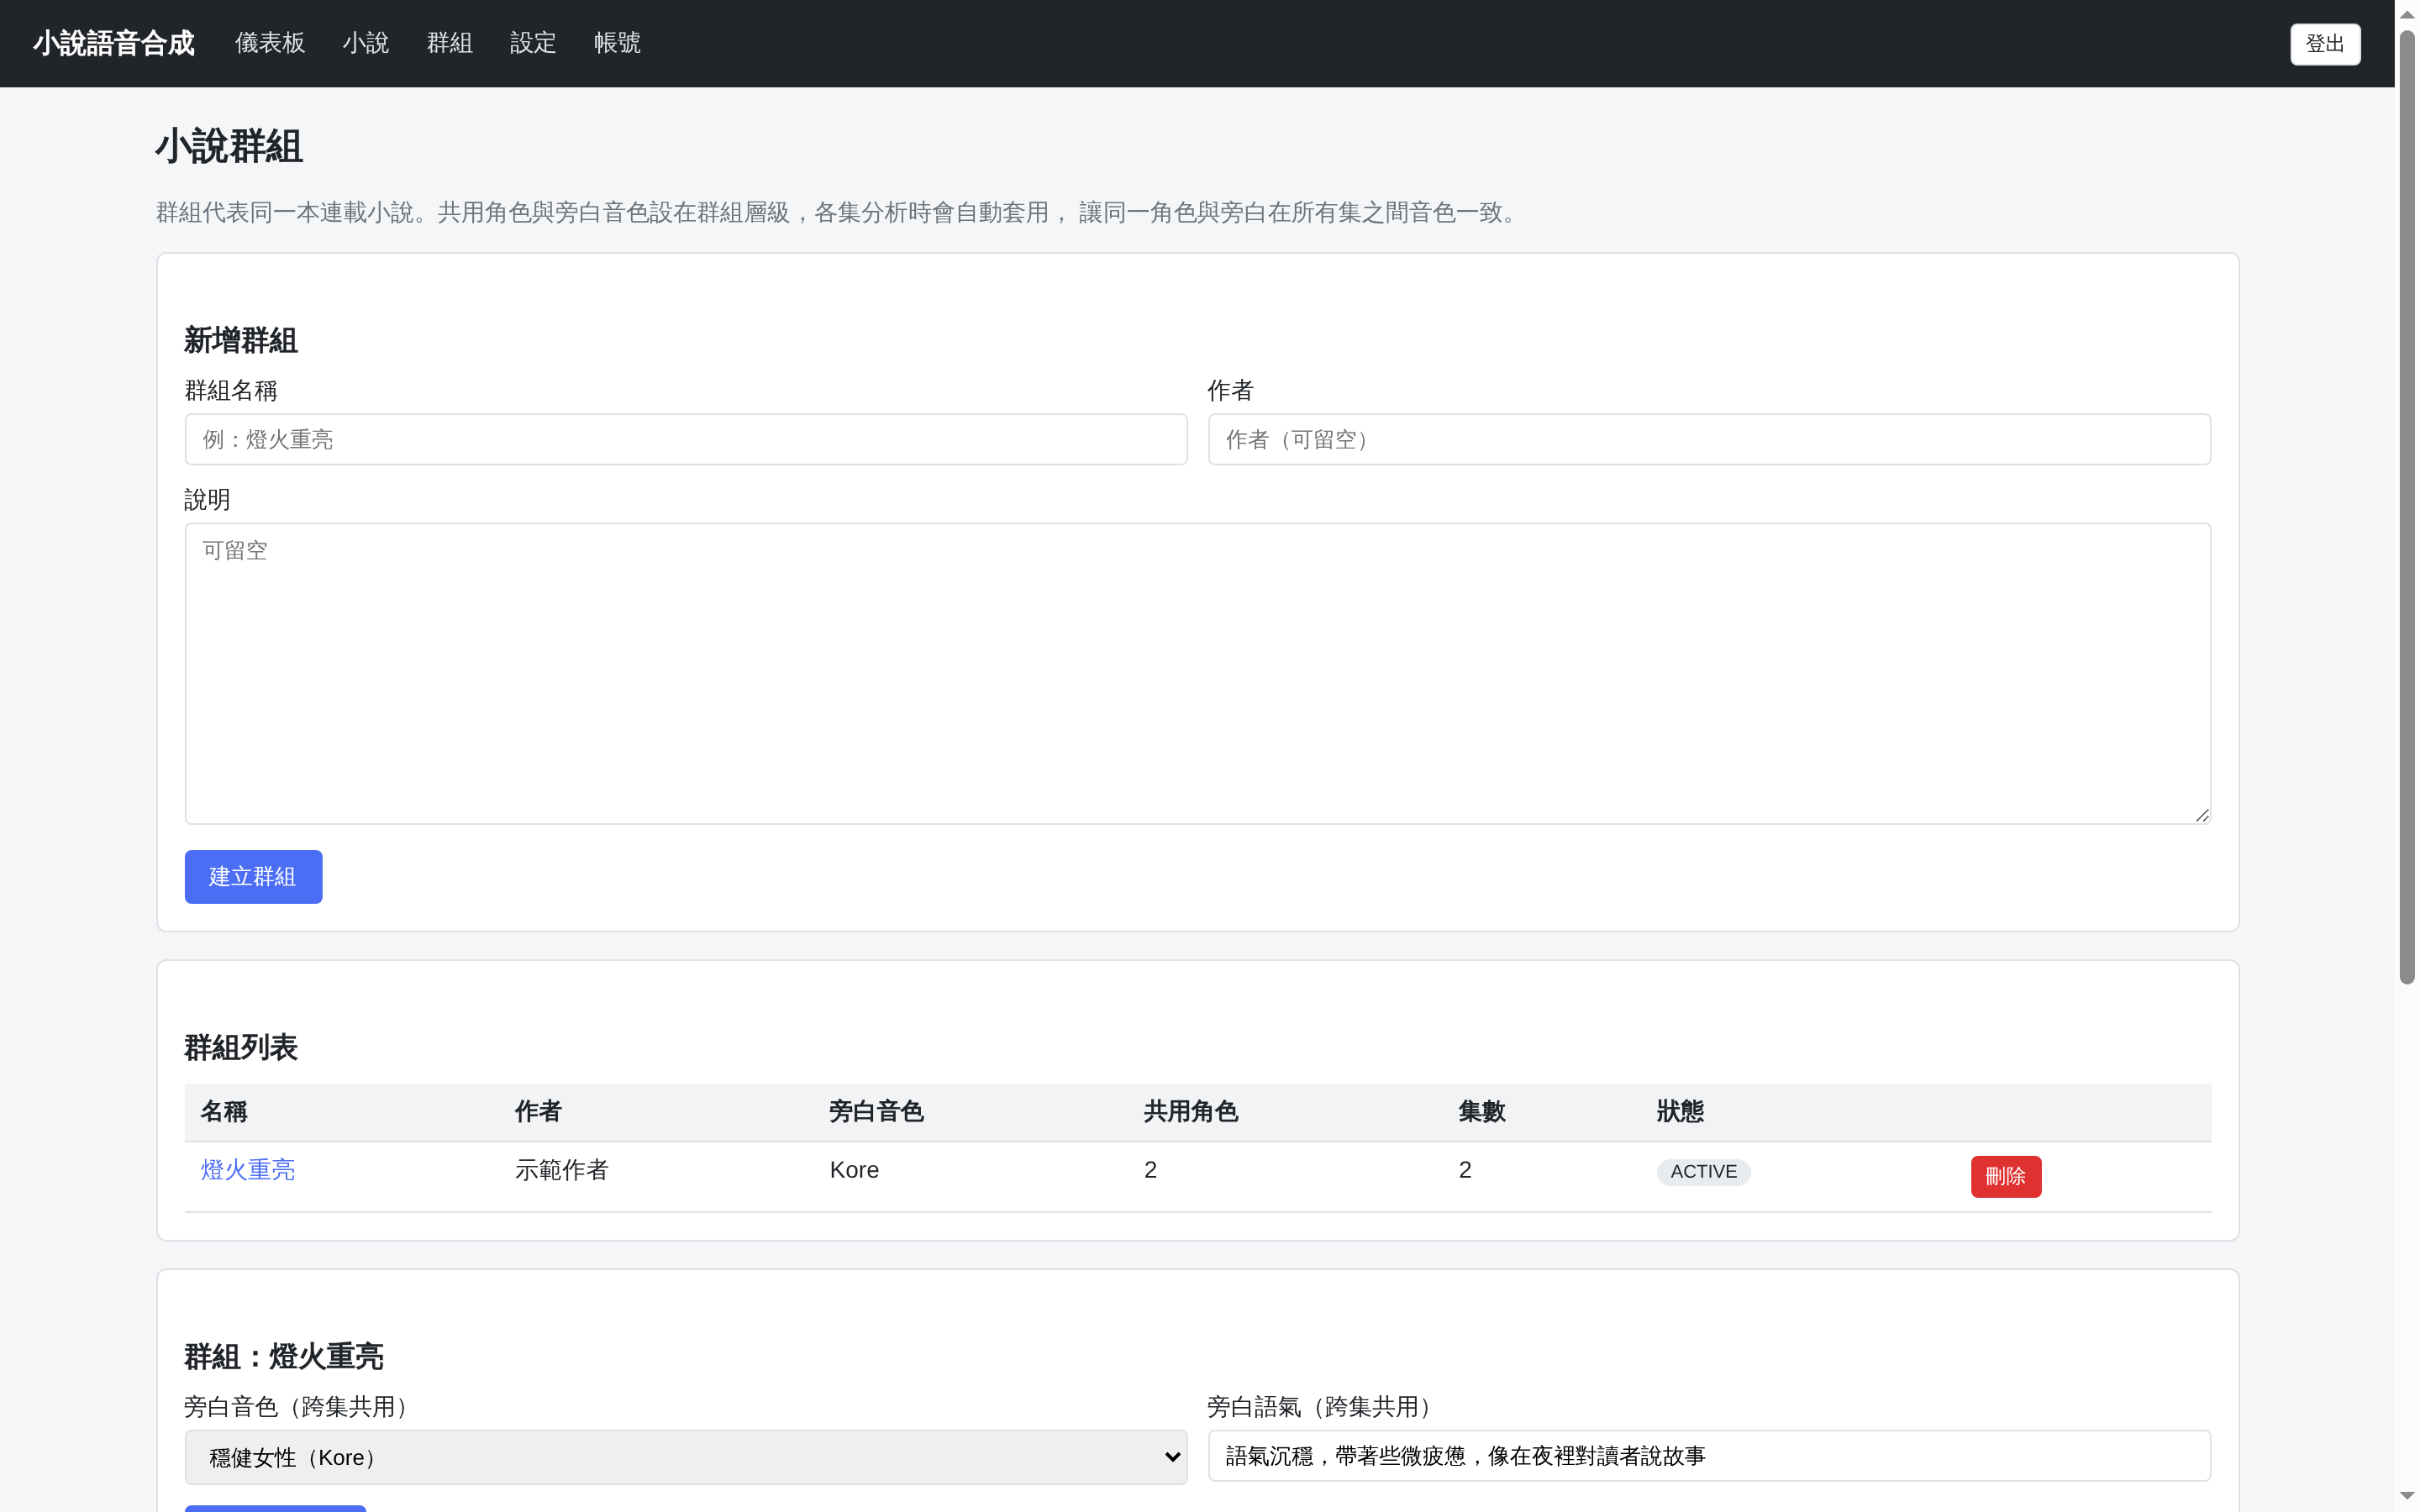 小說語音合成 儀表板 小說 群組 設定 帳號 登出
小說群組
群組代表同一本連載小說。共用角色與旁白音色設在群組層級，各集分析時會自動套用， 讓同一角色與旁白在所有集之間音色一致。
新增群組
群組名稱 作者
例：燈火重亮 作者（可留空）
說明
可留空
建立群組
群組列表
名稱 作者 旁白音色 共用角色 集數 狀態
燈火重亮 示範作者 Kore 2 2 ACTIVE 刪除
群組：燈火重亮
旁白音色（跨集共用） 旁白語氣（跨集共用）
穩健女性（Kore） 語氣沉穩，帶著些微疲憊，像在夜裡對讀者說故事